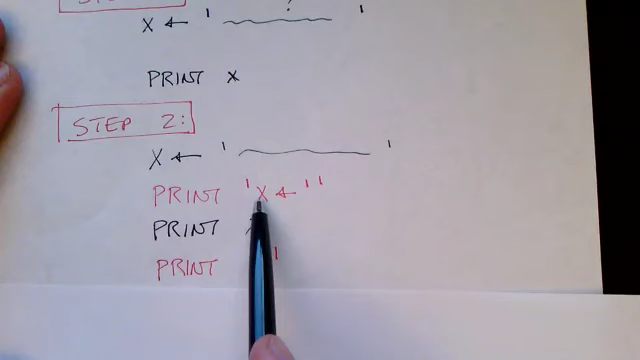 ?
X ← ' '
PRINT X
STEP 2:
X ← ' '
PRINT 'X ← ' '
PRINT
PRINT '